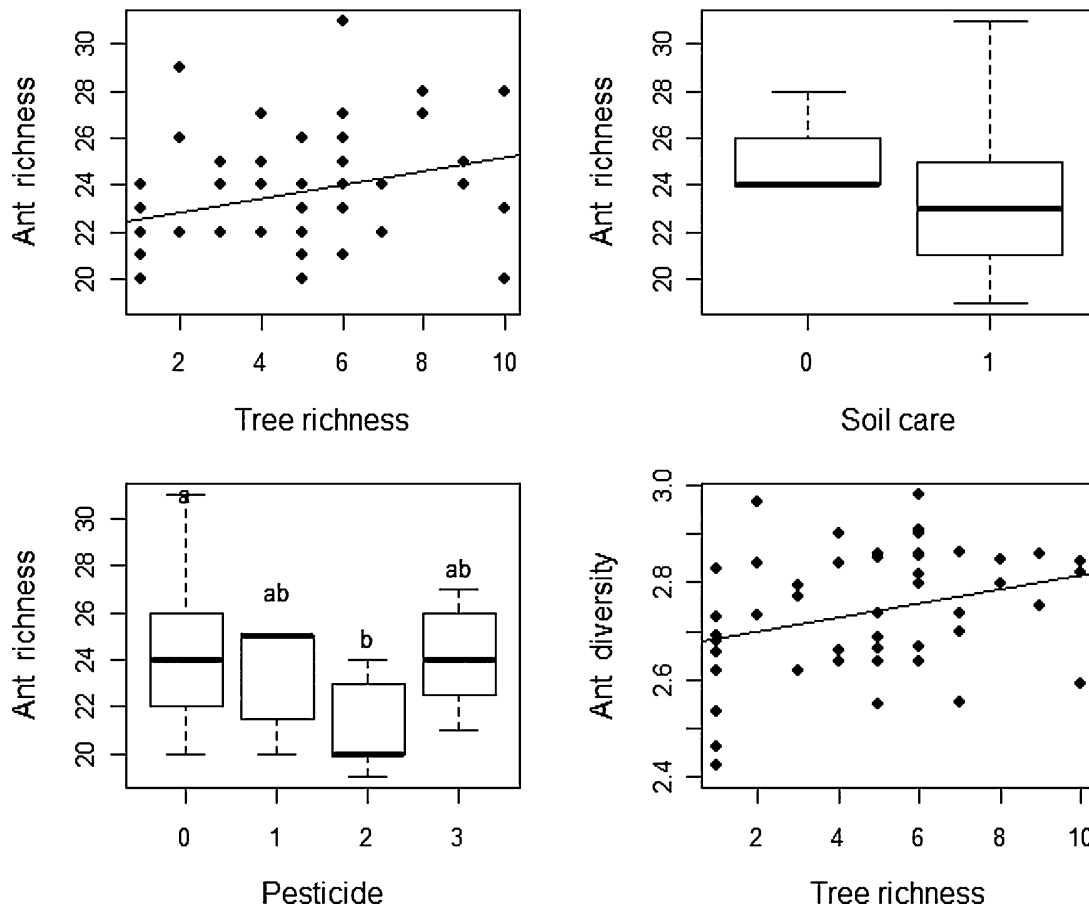 Ant richness
30
28
26
24
22
20
2 4 6 8 10
Tree richness
Ant richness
30
28
26
24
22
20
0 1
Soil care
Ant richness
30
28
26
24
22
20
a
ab
b
ab
0 1 2 3
Pesticide
Ant diversity
3.0
2.8
2.6
2.4
2 4 6 8 10
Tree richness